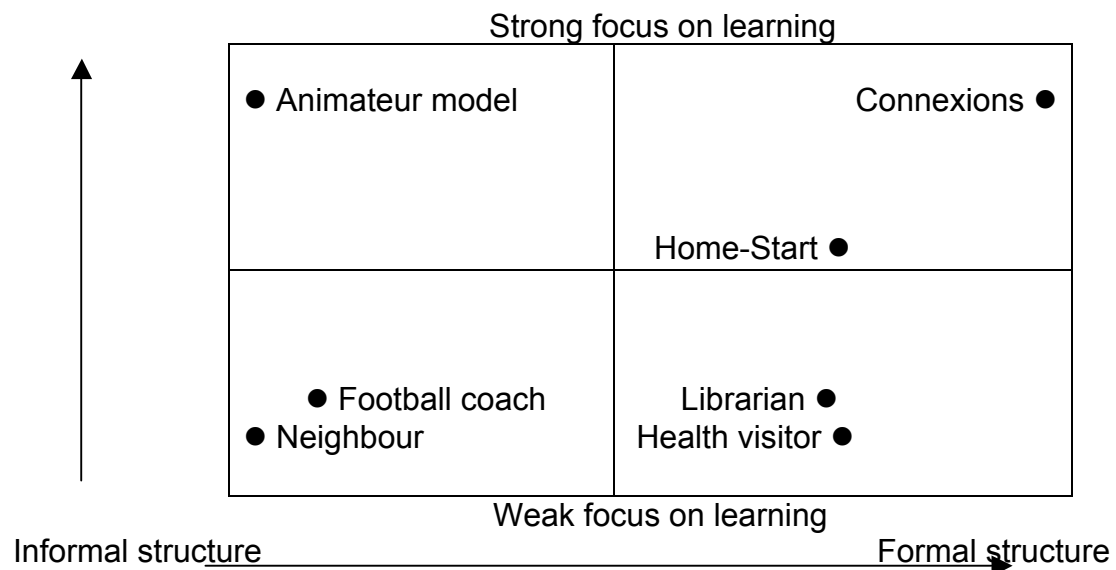 Strong focus on learning
● Animateur model
Connexions ●
Home-Start ●
● Football coach
Librarian ●
● Neighbour
Health visitor ●
Weak focus on learning
Informal structure
Formal structure